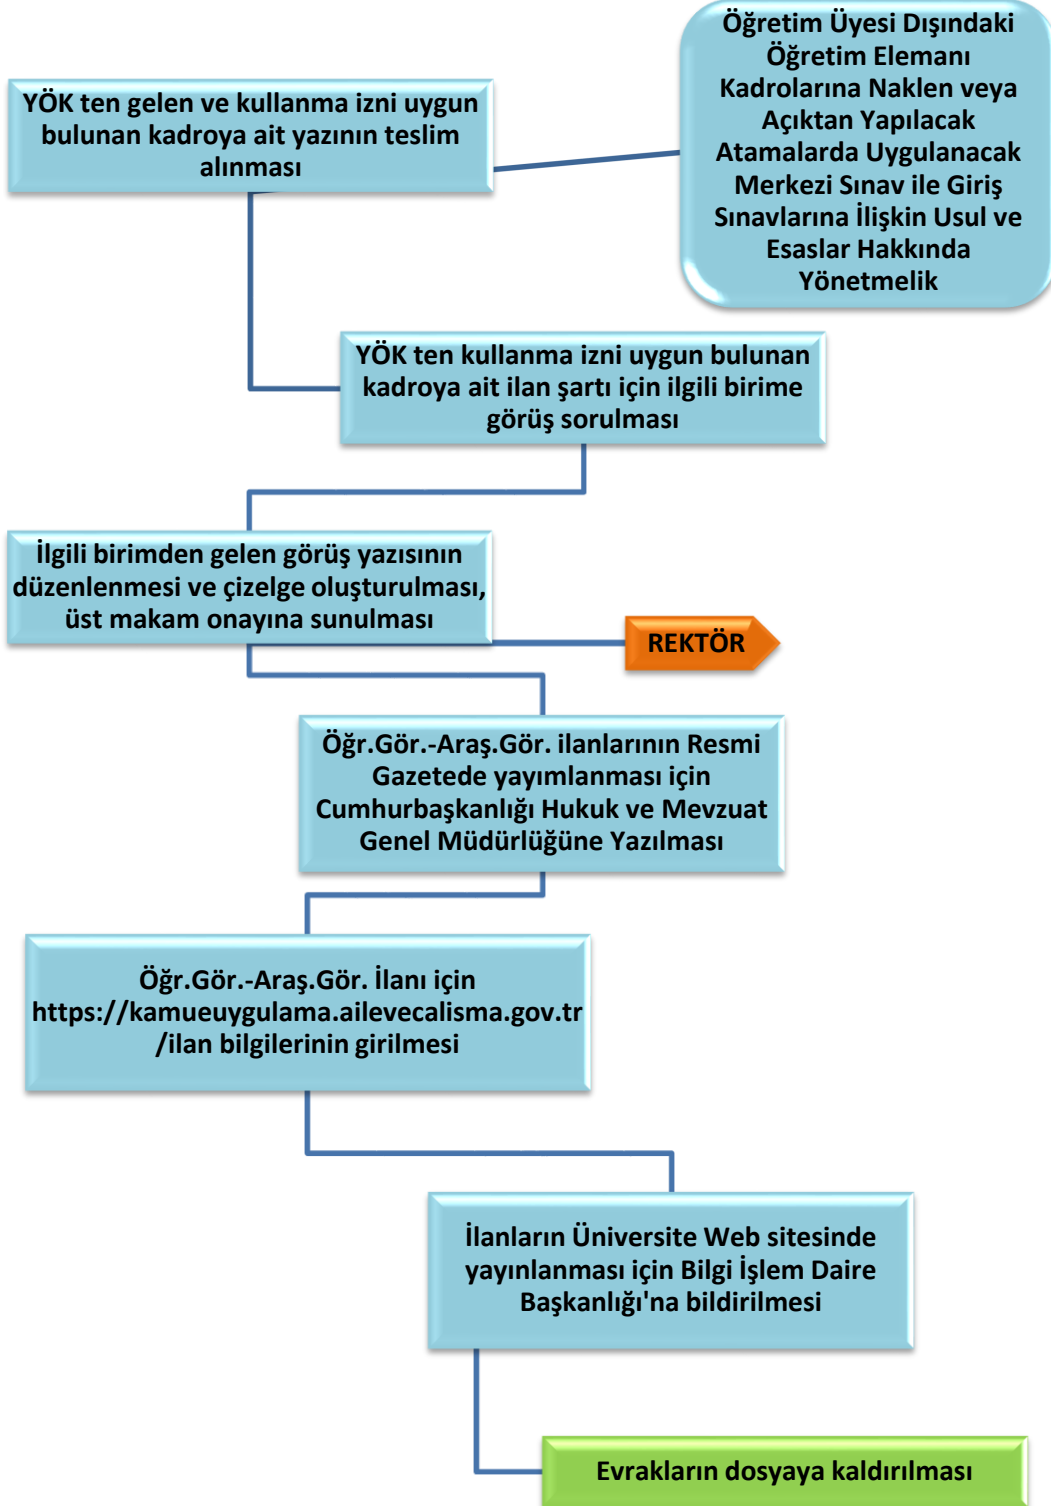 YÖK ten gelen ve kullanma izni uygun
bulunan kadroya ait yazının teslim
alınması
Öğretim Üyesi Dışındaki
Öğretim Elemanı
Kadrolarına Naklen veya
Açıktan Yapılacak
Atamalarda Uygulanacak
Merkezi Sınav ile Giriş
Sınavlarına İlişkin Usul ve
Esaslar Hakkında
Yönetmelik
YÖK ten kullanma izni uygun bulunan
kadroya ait ilan şartı için ilgili birime
görüş sorulması
İlgili birimden gelen görüş yazısının
düzenlenmesi ve çizelge oluşturulması,
üst makam onayına sunulması
REKTÖR
Öğr.Gör.-Araş.Gör. ilanlarının Resmi
Gazetede yayımlanması için
Cumhurbaşkanlığı Hukuk ve Mevzuat
Genel Müdürlüğüne Yazılması
Öğr.Gör.-Araş.Gör. İlanı için
https://kamueuygulama.ailevecalisma.gov.tr
/ilan bilgilerinin girilmesi
İlanların Üniversite Web sitesinde
yayınlanması için Bilgi İşlem Daire
Başkanlığı'na bildirilmesi
Evrakların dosyaya kaldırılması